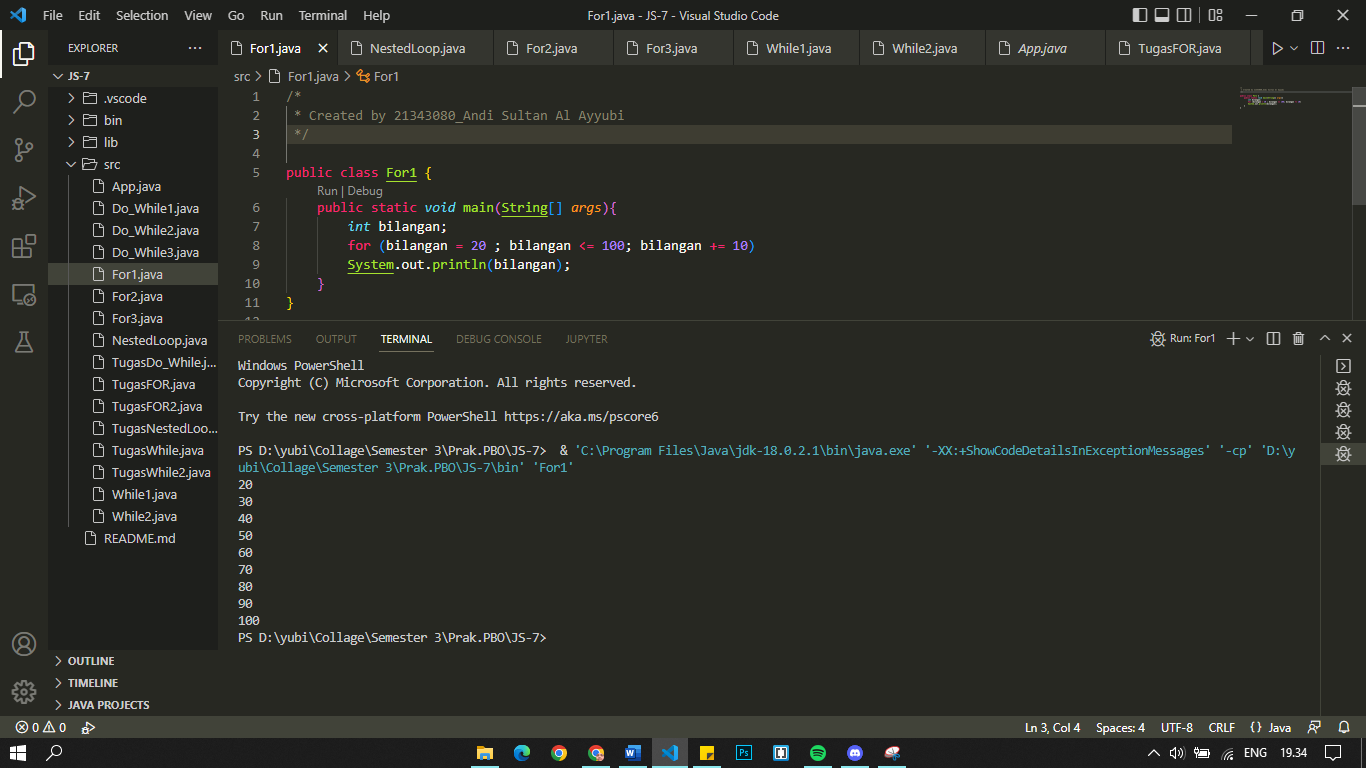 File Edit Selection View Go Run Terminal Help
For1.java - JS-7 - Visual Studio Code
EXPLORER
JS-7
.vscode
bin
lib
src
App.java
Do_While1.java
Do_While2.java
Do_While3.java
For1.java
For2.java
For3.java
NestedLoop.java
TugasDo_While.j...
TugasFOR.java
TugasFOR2.java
TugasNestedLoo...
TugasWhile.java
TugasWhile2.java
While1.java
While2.java
README.md
OUTLINE
TIMELINE
JAVA PROJECTS
For1.java NestedLoop.java For2.java For3.java While1.java While2.java App.java TugasFOR.java
src > For1.java > For1
1 /*
2 * Created by 21343080_Andi Sultan Al Ayyubi
3 */
4
5 public class For1 {
Run | Debug
6 public static void main(String[] args){
7 int bilangan;
8 for (bilangan = 20 ; bilangan <= 100; bilangan += 10)
9 System.out.println(bilangan);
10 }
11 }
12
PROBLEMS OUTPUT TERMINAL DEBUG CONSOLE JUPYTER
Run: For1
Windows PowerShell
Copyright (C) Microsoft Corporation. All rights reserved.
Try the new cross-platform PowerShell https://aka.ms/pscore6
PS D:\yubi\Collage\Semester 3\Prak.PBO\JS-7> & 'C:\Program Files\Java\jdk-18.0.2.1\bin\java.exe' '-XX:+ShowCodeDetailsInExceptionMessages' '-cp' 'D:\y
ubi\Collage\Semester 3\Prak.PBO\JS-7\bin' 'For1'
20
30
40
50
60
70
80
90
100
PS D:\yubi\Collage\Semester 3\Prak.PBO\JS-7>
0 0
Ln 3, Col 4 Spaces: 4 UTF-8 CRLF {} Java
ENG 19.34